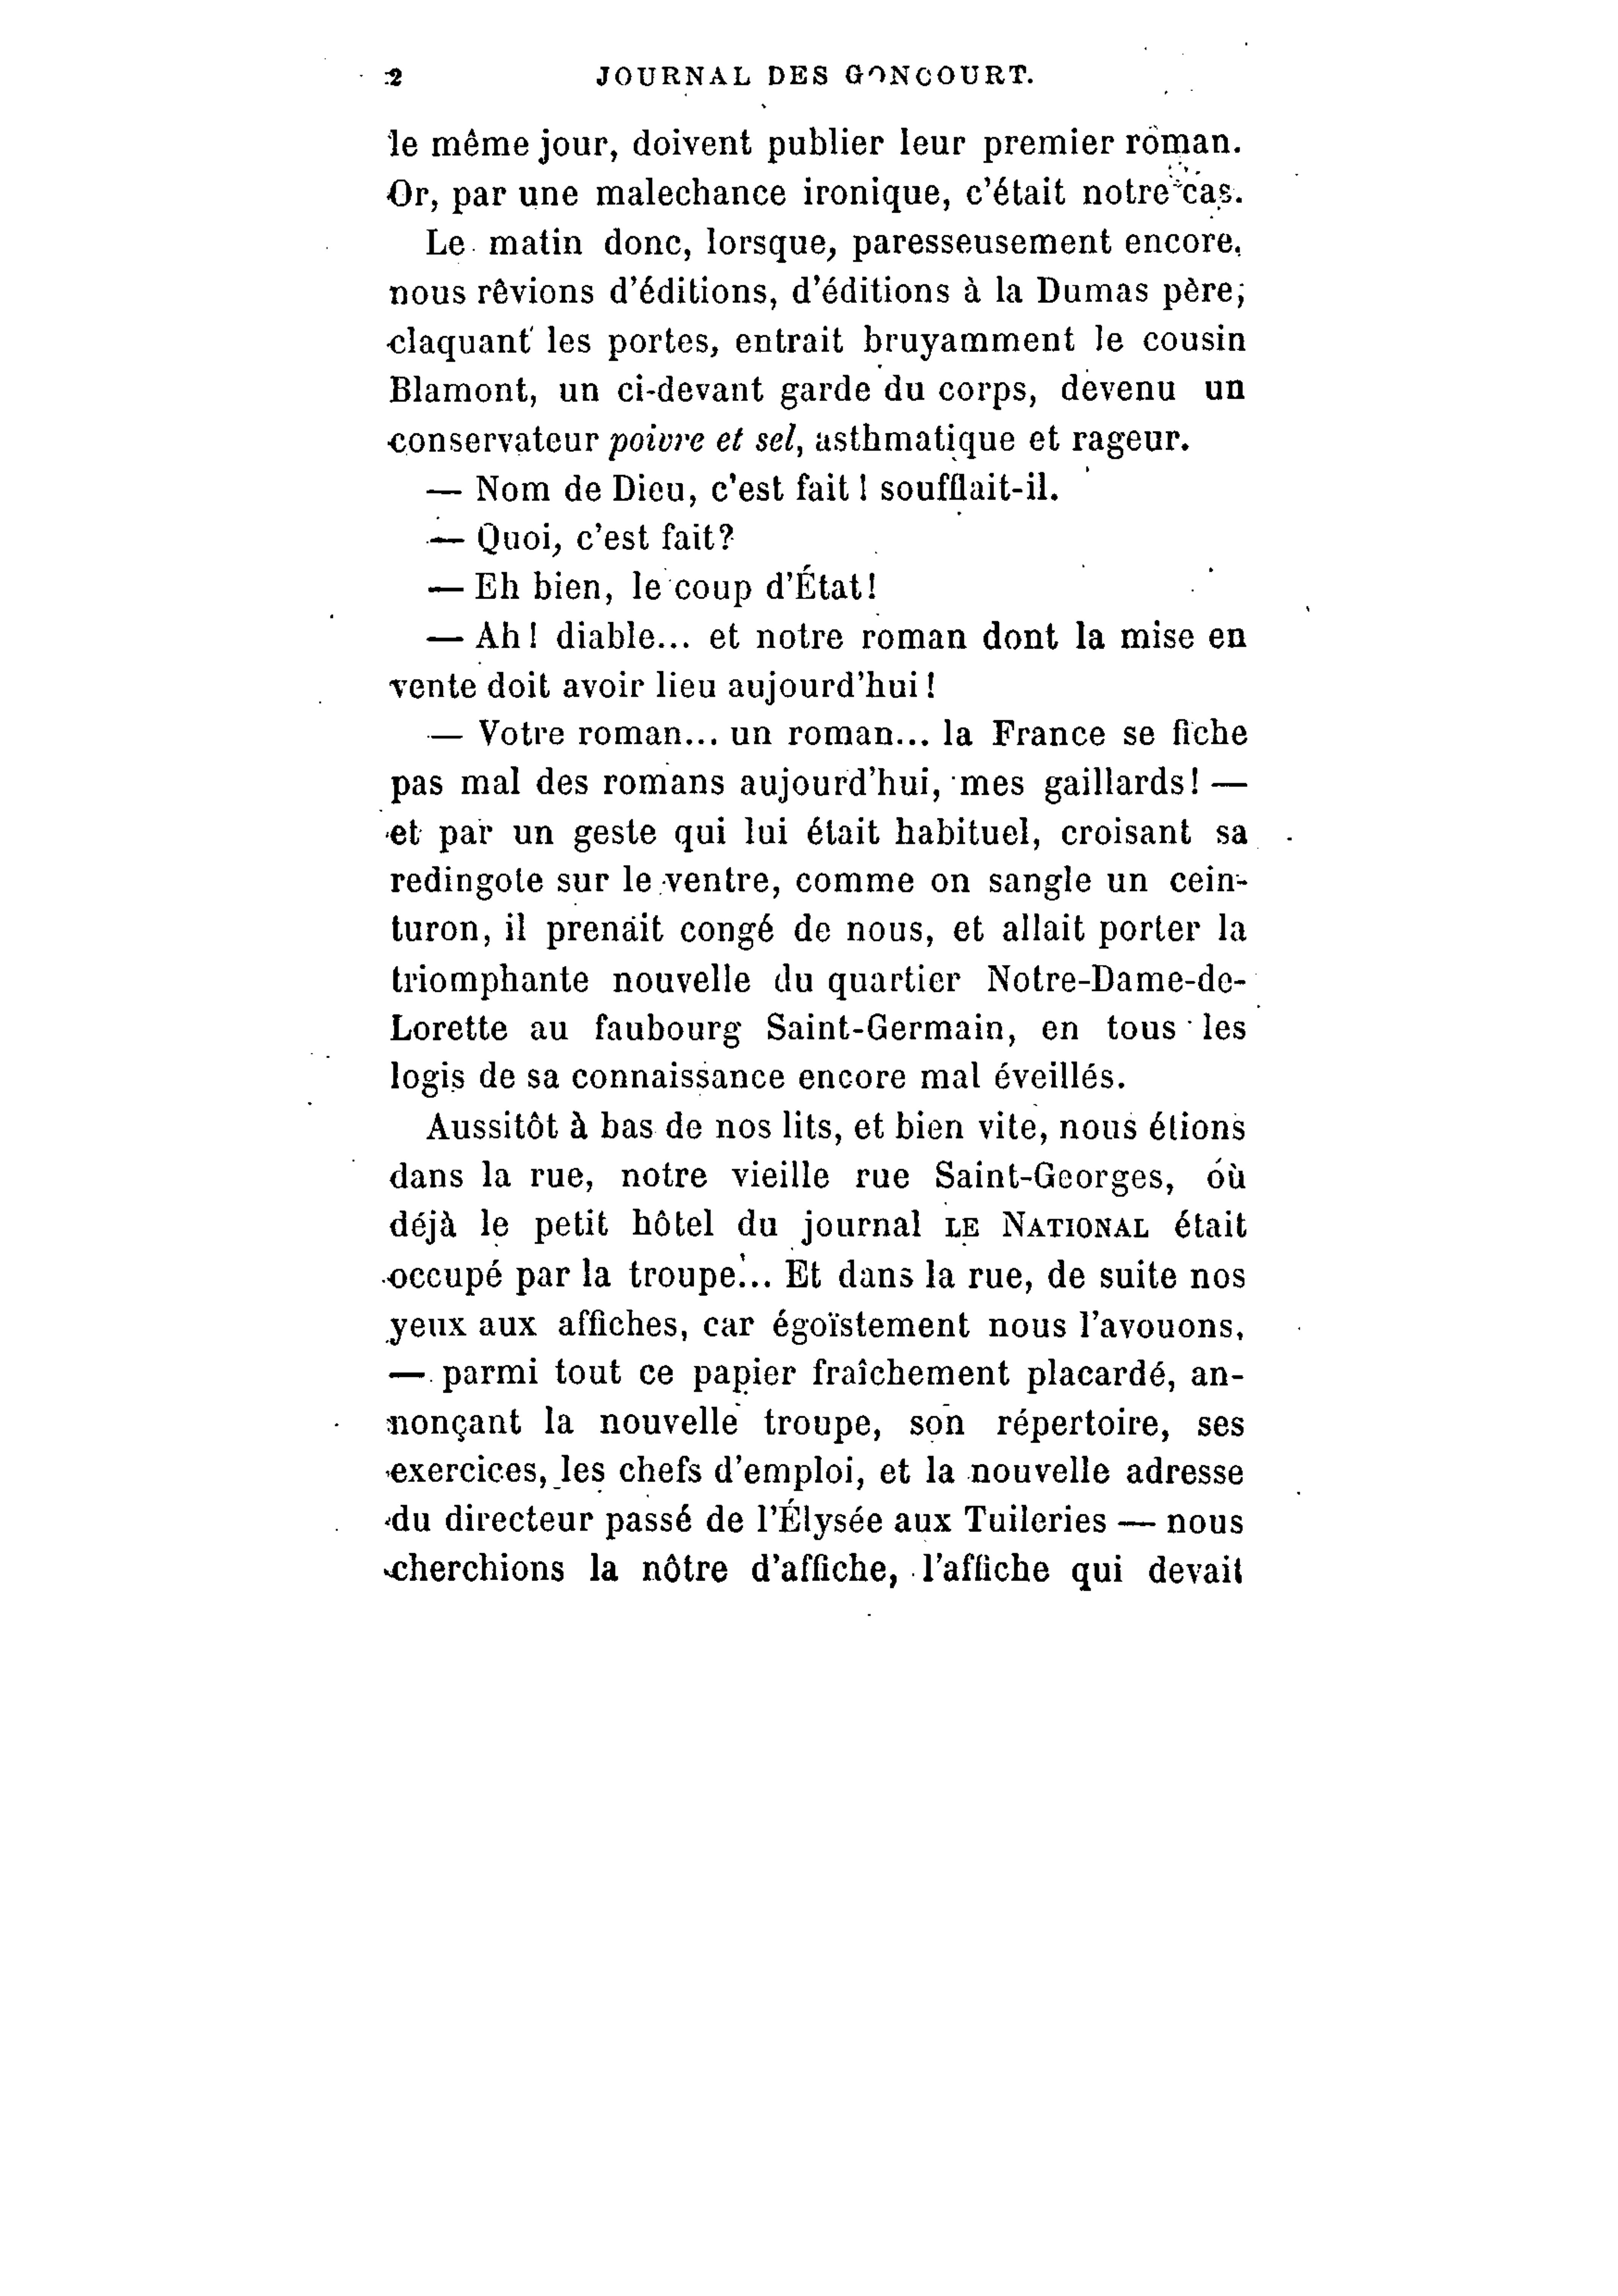 2 JOURNAL DES GONCOURT.
le même jour, doivent publier leur premier roman.
Or, par une malechance ironique, c'était notre cas.
Le matin donc, lorsque, paresseusement encore,
nous rêvions d'éditions, d'éditions à la Dumas père,
claquant les portes, entrait bruyamment le cousin
Blamont, un ci-devant garde du corps, devenu un
conservateur poivre et sel, asthmatique et rageur.
— Nom de Dieu, c'est fait! soufflait-il.
— Quoi, c'est fait?
— Eh bien, le coup d'État!
— Ah! diable... et notre roman dont la mise en
vente doit avoir lieu aujourd'hui!
— Votre roman... un roman... la France se fiche
pas mal des romans aujourd'hui, mes gaillards! —
et par un geste qui lui était habituel, croisant sa
redingote sur le ventre, comme on sangle un cein-
turon, il prenait congé de nous, et allait porter la
triomphante nouvelle du quartier Notre-Dame-de-
Lorette au faubourg Saint-Germain, en tous les
logis de sa connaissance encore mal éveillés.
Aussitôt à bas de nos lits, et bien vite, nous étions
dans la rue, notre vieille rue Saint-Georges, où
déjà le petit hôtel du journal LE NATIONAL était
occupé par la troupe... Et dans la rue, de suite nos
yeux aux affiches, car égoïstement nous l'avouons,
— parmi tout ce papier fraîchement placardé, an-
nonçant la nouvelle troupe, son répertoire, ses
exercices, les chefs d'emploi, et la nouvelle adresse
du directeur passé de l'Élysée aux Tuileries — nous
cherchions la nôtre d'affiche, l'affiche qui devait